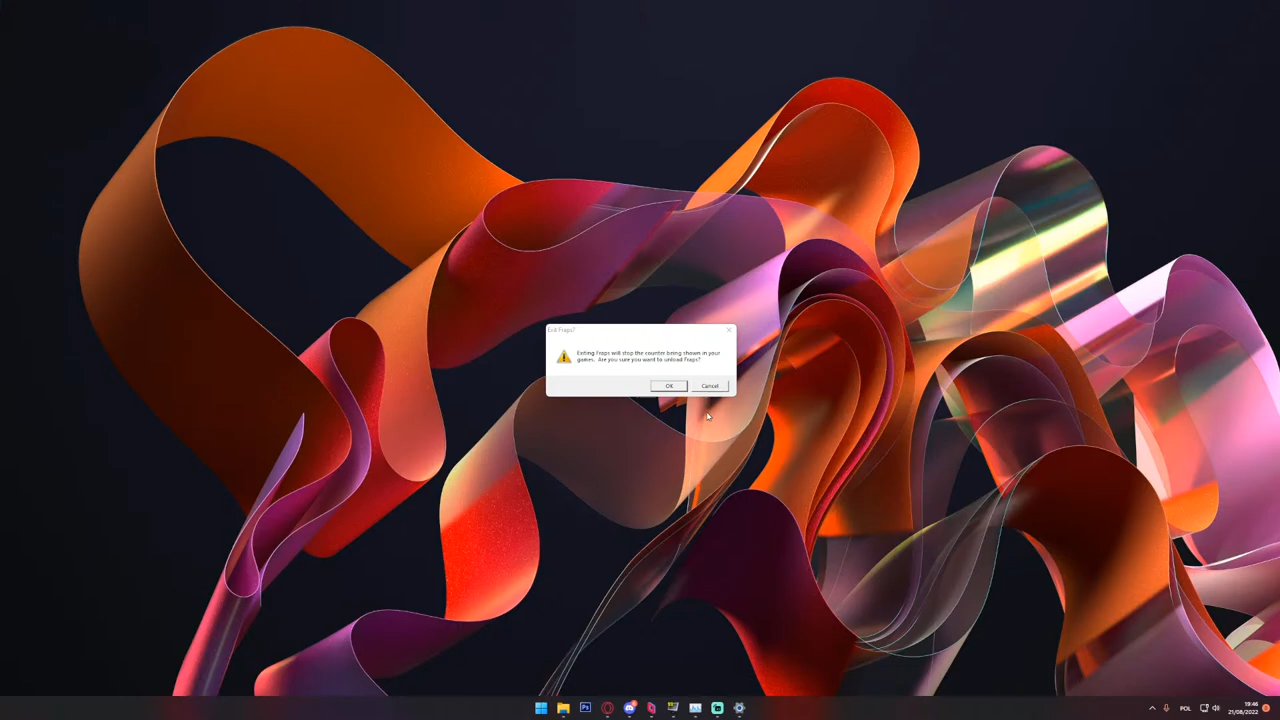 Exit Fraps?
Exiting Fraps will stop the counter being shown in your
games. Are you sure you want to unload Fraps?
OK
Cancel
Ps
POL
19:46
21/08/2022